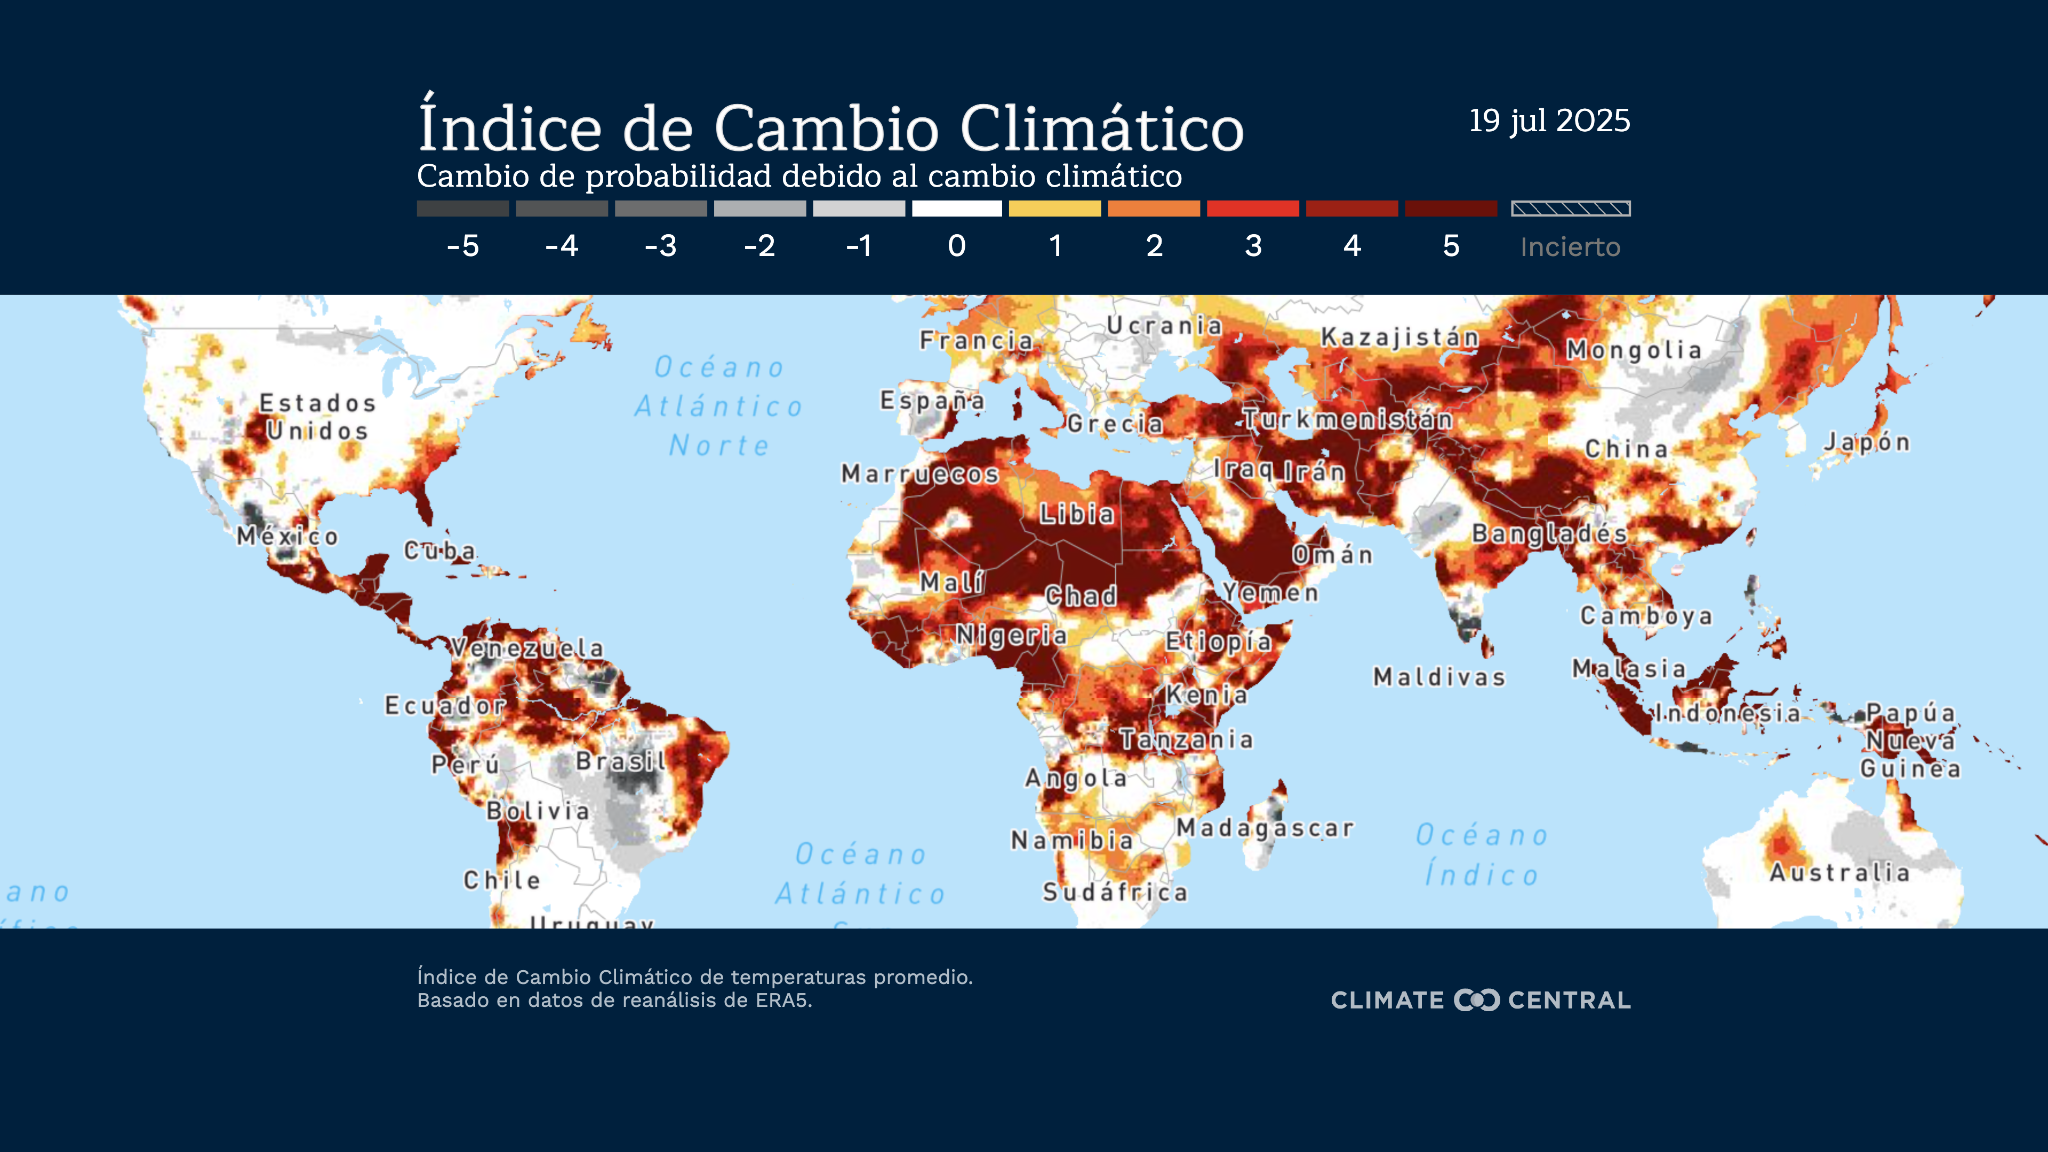 Índice de Cambio Climático
19 jul 2025
Cambio de probabilidad debido al cambio climático
-5 -4 -3 -2 -1 0 1 2 3 4 5 Incierto
Ucrania
Francia
Kazajistán
Mongolia
Océano
Atlántico
Norte
España
Estados
Unidos
Grecia
Turkmenistán
China
Japón
Marruecos
Iraq
Irán
Libia
México
Cuba
Bangladés
Omán
Malí
Chad
Yemen
Camboya
Nigeria
Etiopía
Venezuela
Maldivas
Malasia
Ecuador
Kenia
Indonesia
Papúa
Nueva
Guinea
Tanzania
Perú
Brasil
Angola
Bolivia
Namibia
Madagascar
Océano
Índico
Océano
Atlántico
Chile
Sudáfrica
Australia
ano
Uruguay
Índice de Cambio Climático de temperaturas promedio.
Basado en datos de reanálisis de ERA5.
CLIMATE CENTRAL